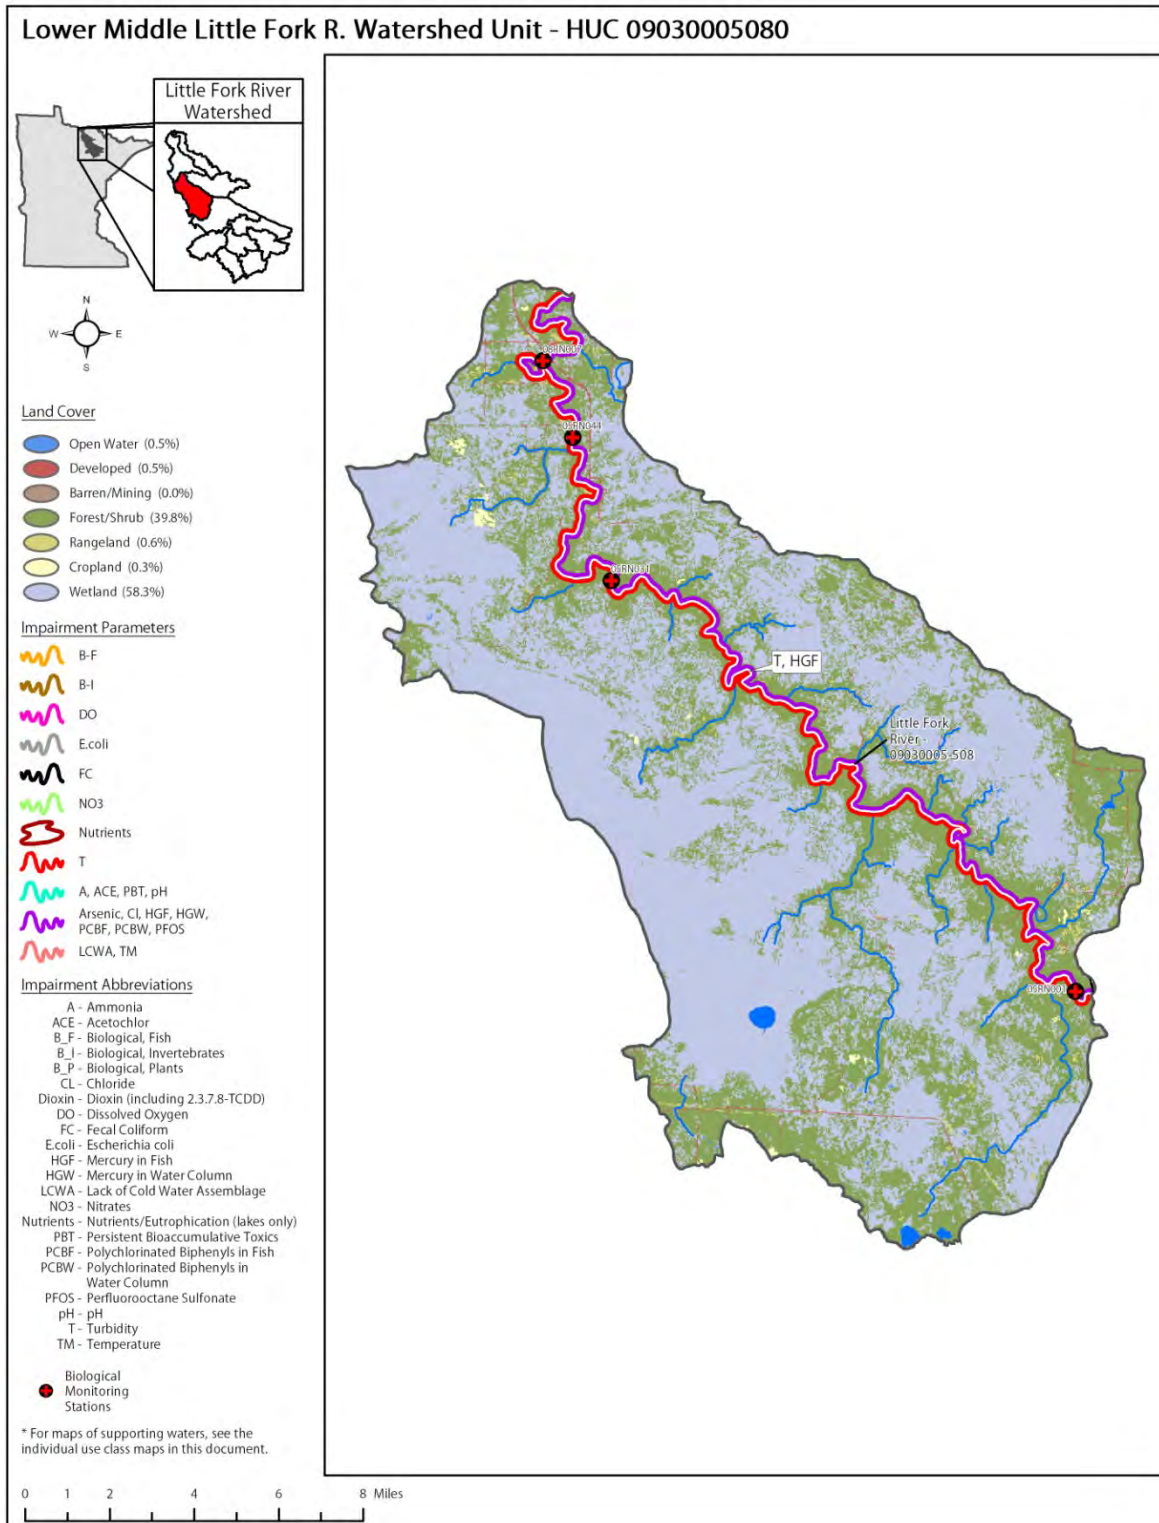 Lower Middle Little Fork R. Watershed Unit - HUC 09030005080
Little Fork River
Watershed
N
W
E
S
Land Cover
Open Water (0.5%)
Developed (0.5%)
Barren/Mining (0.0%)
Forest/Shrub (39.8%)
Rangeland (0.6%)
Cropland (0.3%)
Wetland (58.3%)
Impairment Parameters
B-F
B-I
DO
E.coli
FC
NO3
Nutrients
T
A, ACE, PBT, pH
Arsenic, Cl, HGF, HGW,
PCBF, PCBW, PFOS
LCWA, TM
Impairment Abbreviations
A - Ammonia
ACE - Acetochlor
B_F - Biological, Fish
B_I - Biological, Invertebrates
B_P - Biological, Plants
CL - Chloride
Dioxin - Dioxin (including 2.3.7.8-TCDD)
DO - Dissolved Oxygen
FC - Fecal Coliform
E.coli - Escherichia coli
HGF - Mercury in Fish
HGW - Mercury in Water Column
LCWA - Lack of Cold Water Assemblage
NO3 - Nitrates
Nutrients - Nutrients/Eutrophication (lakes only)
PBT - Persistent Bioaccumulative Toxics
PCBF - Polychlorinated Biphenyls in Fish
PCBW - Polychlorinated Biphenyls in
Water Column
PFOS - Perfluorooctane Sulfonate
pH - pH
T - Turbidity
TM - Temperature
Biological
Monitoring
Stations
* For maps of supporting waters, see the
individual use class maps in this document.
0 1 2 4 6 8 Miles
05RN044
05RN031
T, HGF
Little Fork
River -
09030005-508